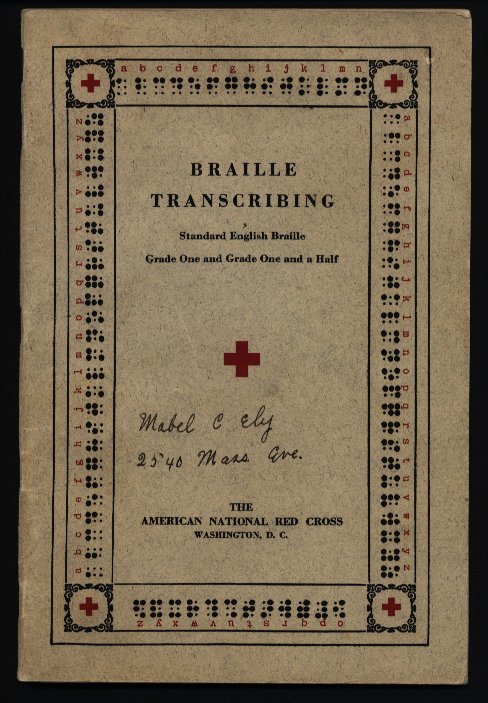 a b c d e f g h i j k l m n
BRAILLE
TRANSCRIBING
Standard English Braille
Grade One and Grade One and a Half
Mabel C Ely
2540 Mass Ave.
THE
AMERICAN NATIONAL RED CROSS
WASHINGTON, D. C.
a b c d e f g h i j k l m n o p q r s t u v w x y z
o p q r s t u v w x y z
a b c d e f g h i j k l m n o p q r s t u v w x y z